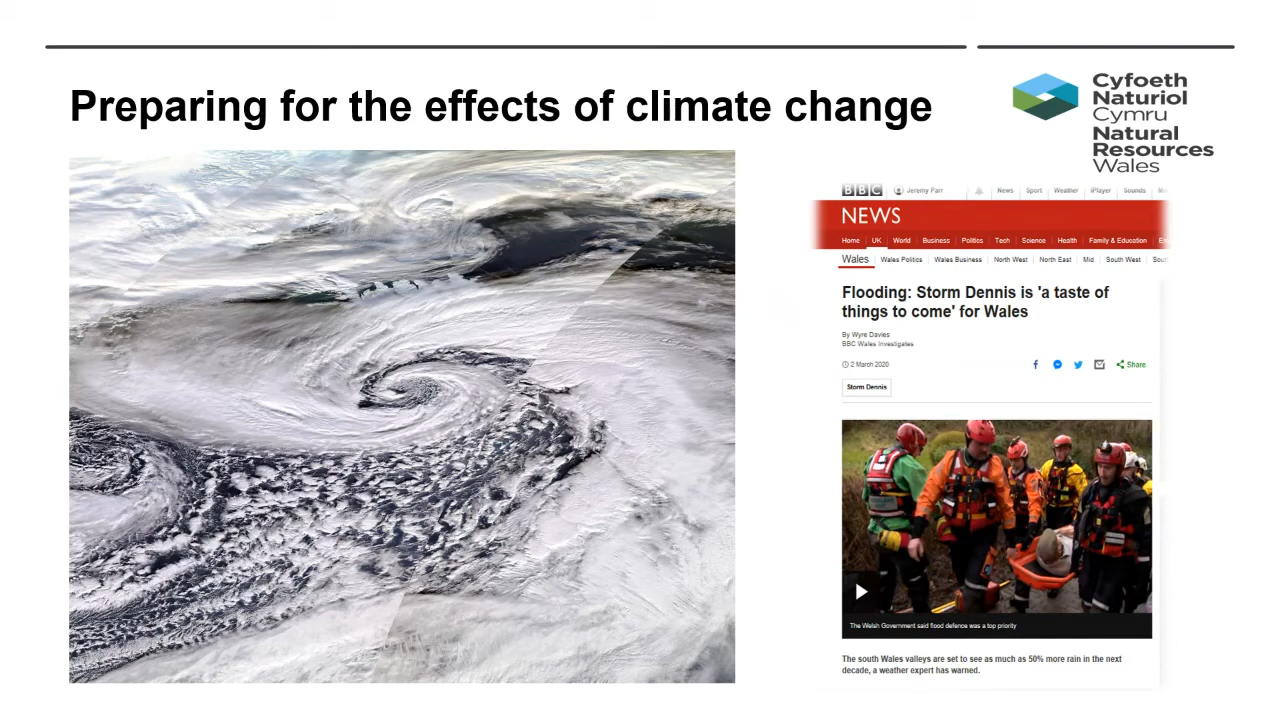 Preparing for the effects of climate change
Cyfoeth
Naturiol
Cymru
Natural
Resources
Wales
BBC Jeremy Parr News Sport Weather iPlayer Sounds
NEWS
Home UK World Business Politics Tech Science Health Family & Education
Wales Wales Politics Wales Business North West North East Mid South West
Flooding: Storm Dennis is 'a taste of
things to come' for Wales
By Wyre Davies
BBC Wales Investigates
2 March 2020
Share
Storm Dennis
The Welsh Government said flood defence was a top priority
The south Wales valleys are set to see as much as 50% more rain in the next
decade, a weather expert has warned.